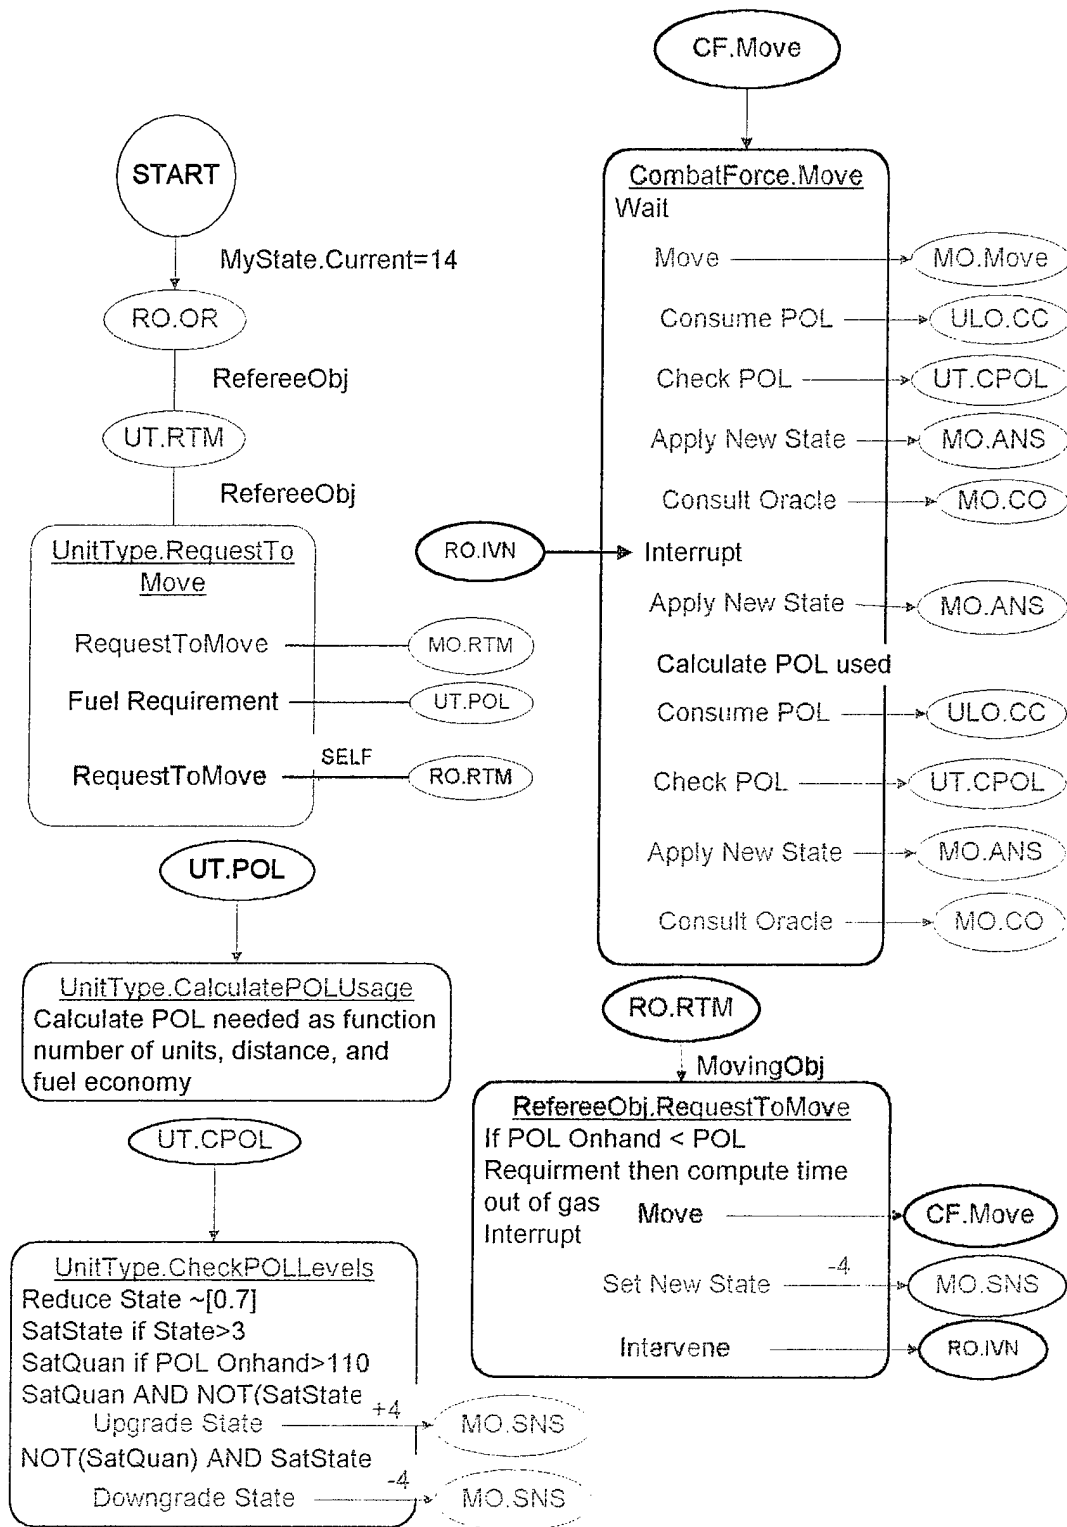 START
MyState.Current=14
RO.OR
RefereeObj
UT.RTM
RefereeObj
UnitType.RequestTo
Move
RequestToMove
MO.RTM
Fuel Requirement
UT.POL
RequestToMove
SELF
RO.RTM
UT.POL
UnitType.CalculatePOLUsage
Calculate POL needed as function
number of units, distance, and
fuel economy
UT.CPOL
UnitType.CheckPOLLevels
Reduce State ~[0.7]
SatState if State>3
SatQuan if POL Onhand>110
SatQuan AND NOT(SatState
Upgrade State
+4
MO.SNS
NOT(SatQuan) AND SatState
Downgrade State
-4
MO.SNS
CF.Move
CombatForce.Move
Wait
Move
MO.Move
Consume POL
ULO.CC
Check POL
UT.CPOL
Apply New State
MO.ANS
Consult Oracle
MO.CO
RO.IVN
Interrupt
Apply New State
MO.ANS
Calculate POL used
Consume POL
ULO.CC
Check POL
UT.CPOL
Apply New State
MO.ANS
Consult Oracle
MO.CO
RO.RTM
MovingObj
RefereeObj.RequestToMove
If POL Onhand < POL
Requirment then compute time
out of gas
Move
CF.Move
Interrupt
Set New State
-4
MO.SNS
Intervene
RO.IVN